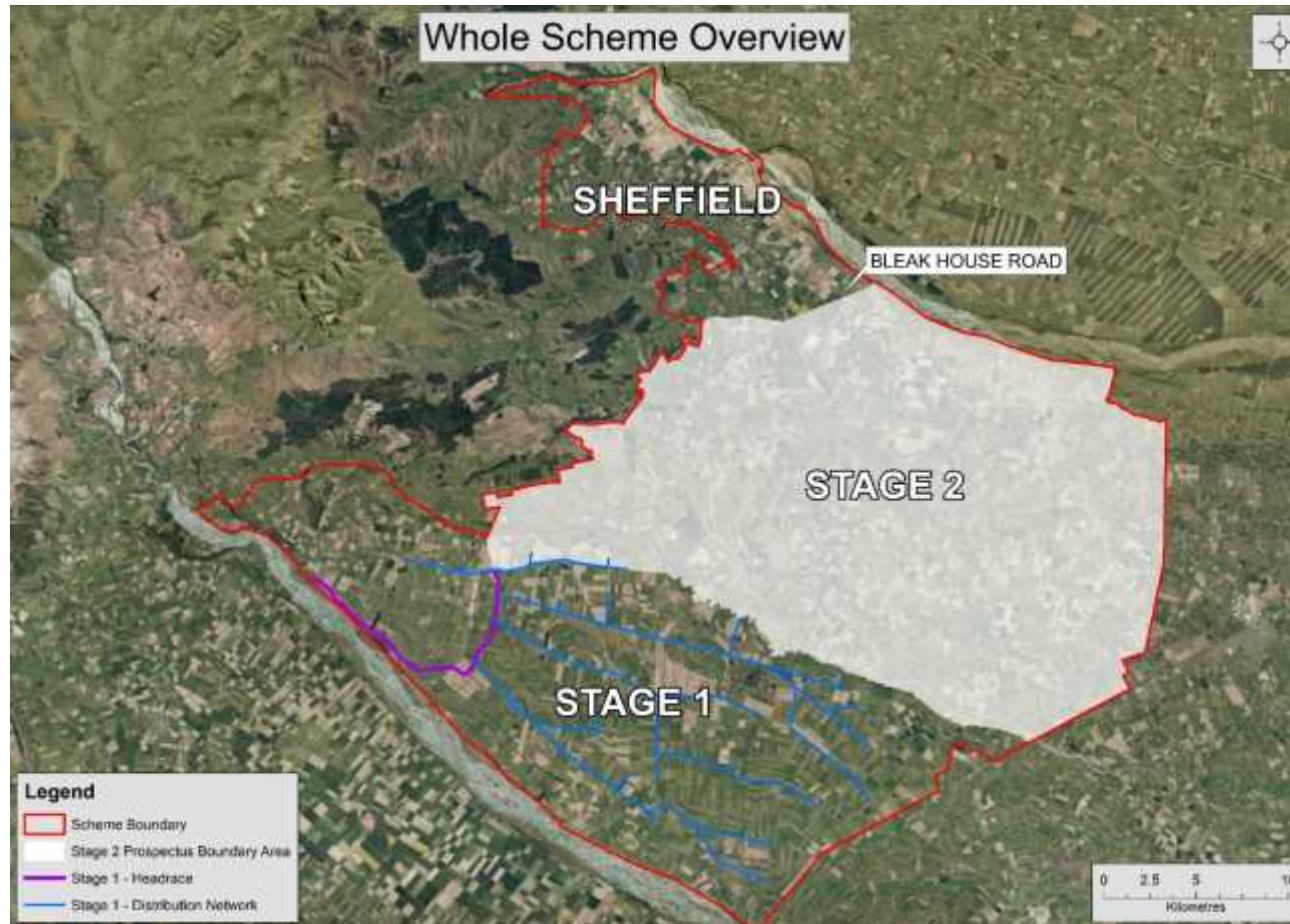 Whole Scheme Overview
SHEFFIELD
BLEAK HOUSE ROAD
STAGE 2
STAGE 1
Legend
Scheme Boundary
Stage 2 Prospectus Boundary Area
Stage 1 - Headrace
Stage 1 - Distribution Network
0 2.5 5 10
Kilometres